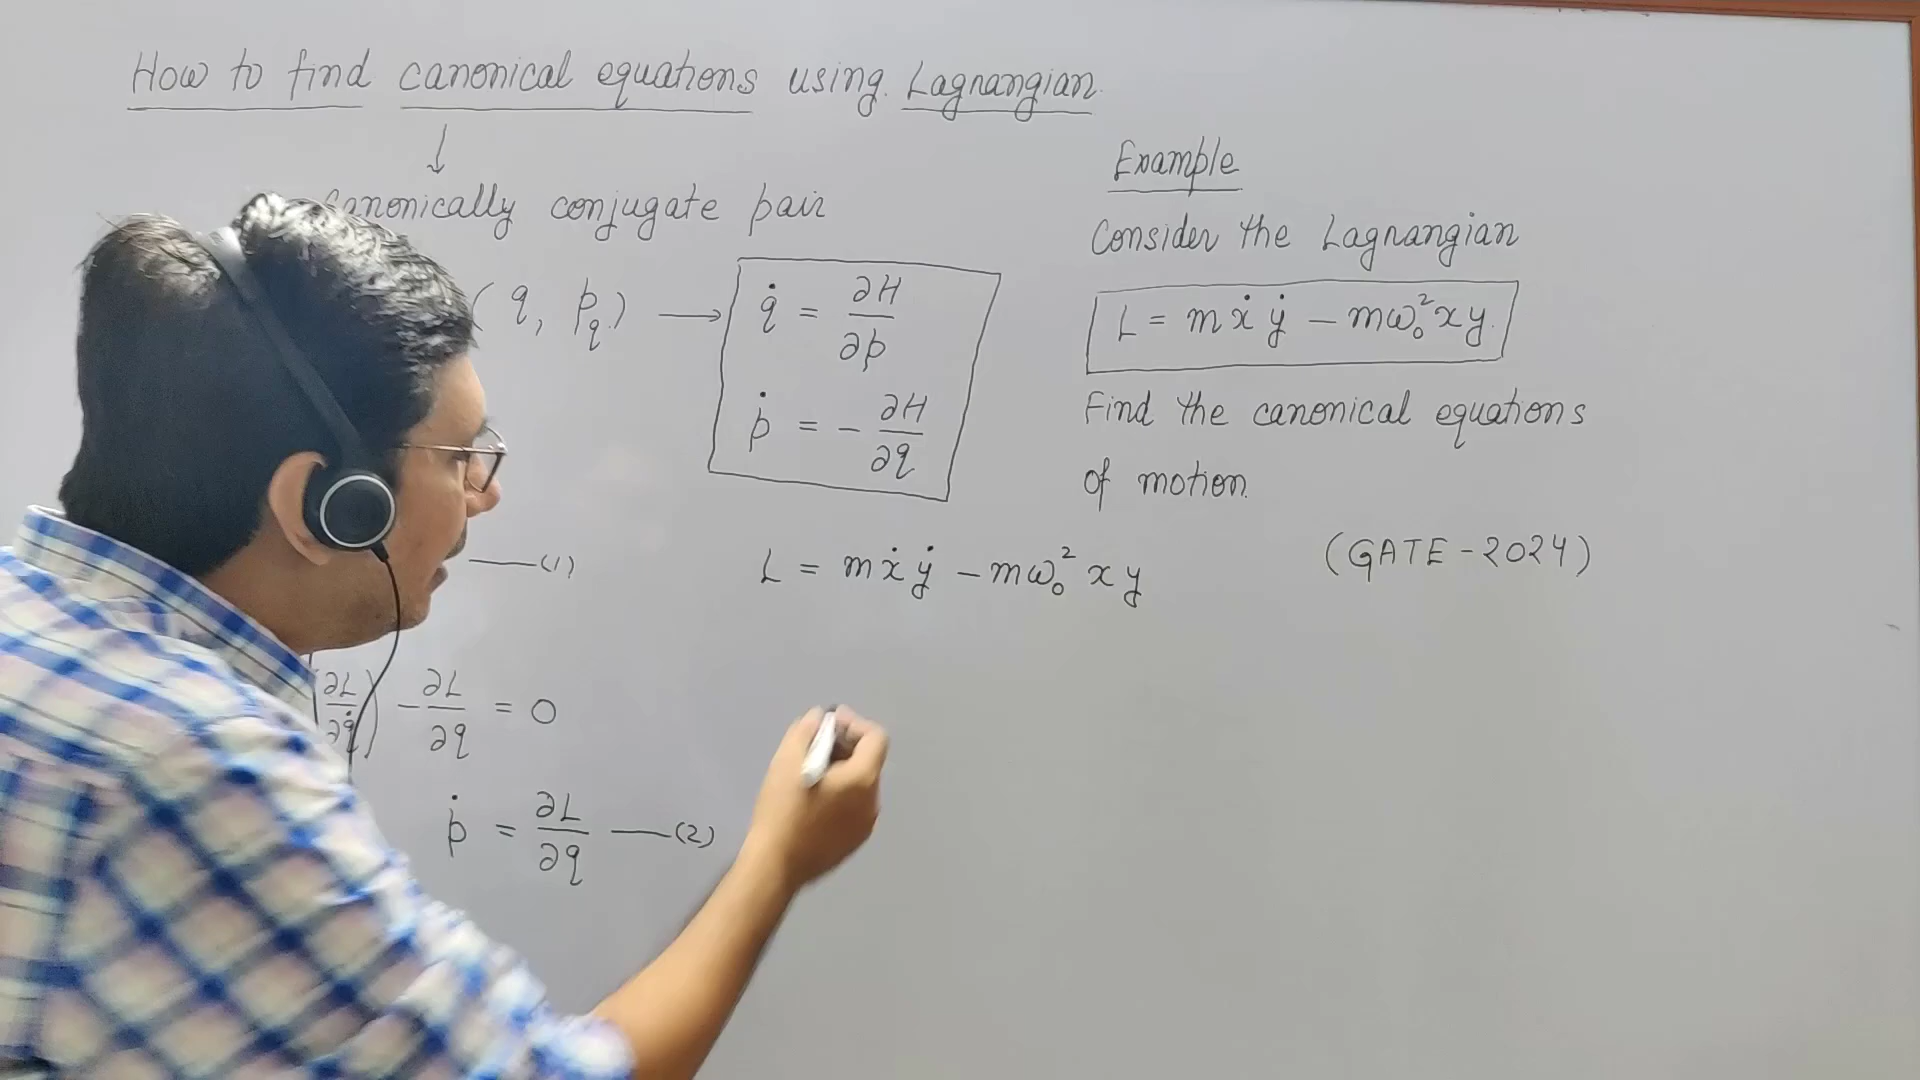 How to find canonical equations using Lagrangian
↓
Canonically conjugate pair
(q, p_q) → q̇ = ∂H/∂p
ṗ = - ∂H/∂q
——(1)
(∂L/∂q̇) - ∂L/∂q = 0
ṗ = ∂L/∂q ——(2)
Example
Consider the Lagrangian
L = mẋẏ - mω₀²xy.
Find the canonical equations
of motion.
(GATE-2024)
L = mẋẏ - mω₀²xy